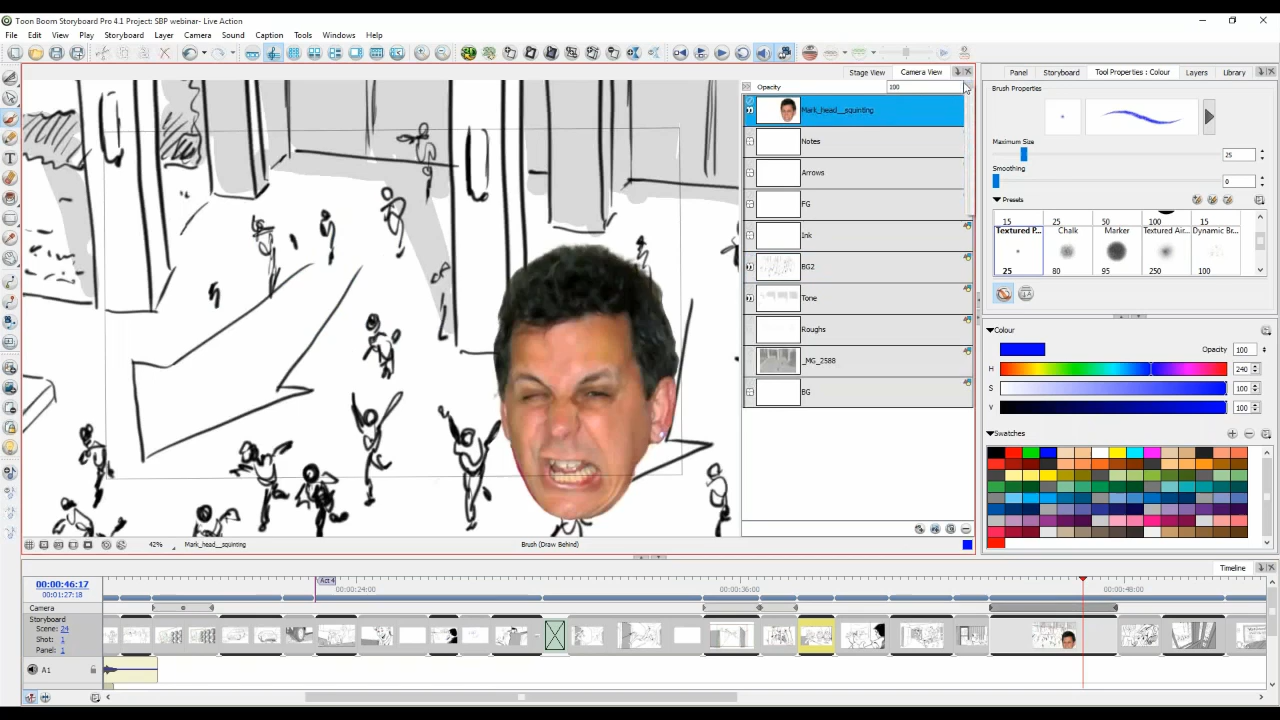 Toon Boom Storyboard Pro 4.1 Project: SBP webinar- Live Action
File Edit View Play Storyboard Layer Camera Sound Caption Tools Windows Help
Stage View Camera View
Panel Storyboard Tool Properties : Colour Layers Library
Opacity 100
Mark_head__squinting
Notes
Arrows
FG
Ink
BG2
Tone
Roughs
_MG_2588
BG
Brush Properties
Maximum Size
25
Smoothing
0
Presets
15 25 50 100 15
Textured P... Chalk Marker Textured Air... Dynamic Br...
25 80 95 250 100
Colour
Opacity 100
H 240
S 100
V 100
Swatches
42% Mark_head__squinting Brush (Draw Behind)
Timeline
00:00:46:17
00:01:27:18
Act 4
00:00:24:00 00:00:36:00 00:00:48:00
Camera
Storyboard
Scene: 24
Shot: 1
Panel: 1
A1